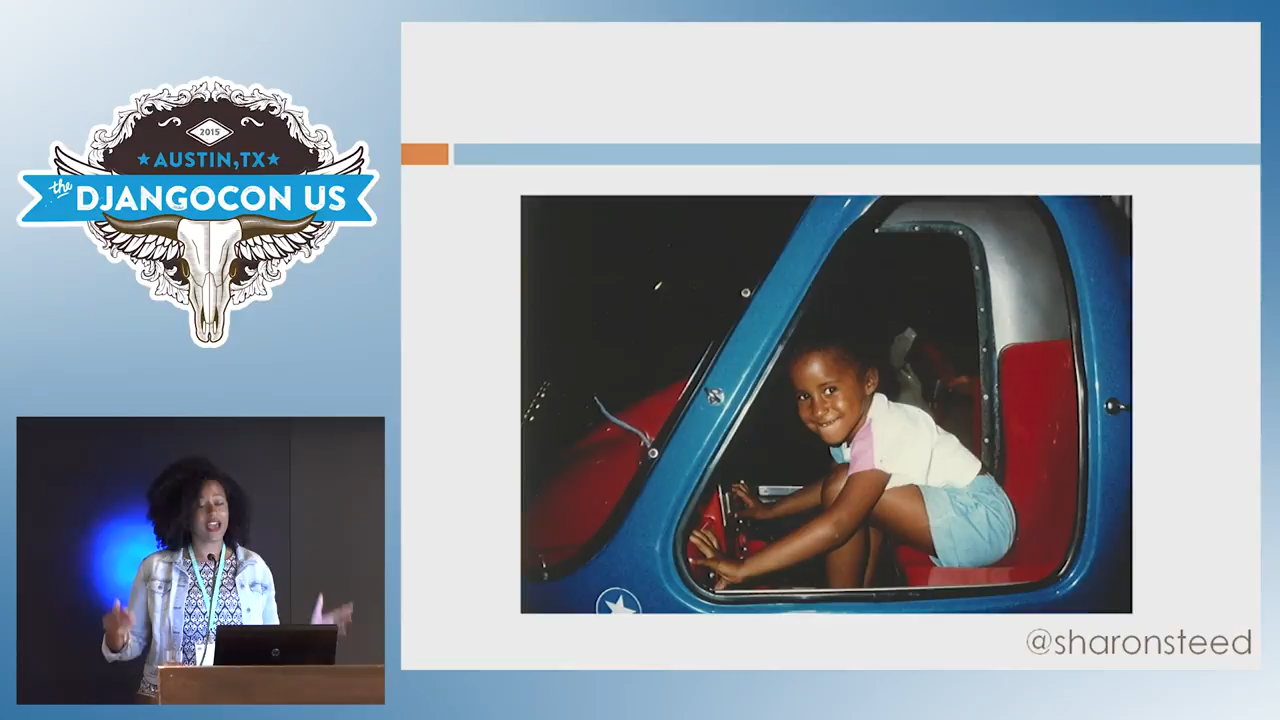 2015
AUSTIN, TX
the
DJANGOCON US
@sharonsteed